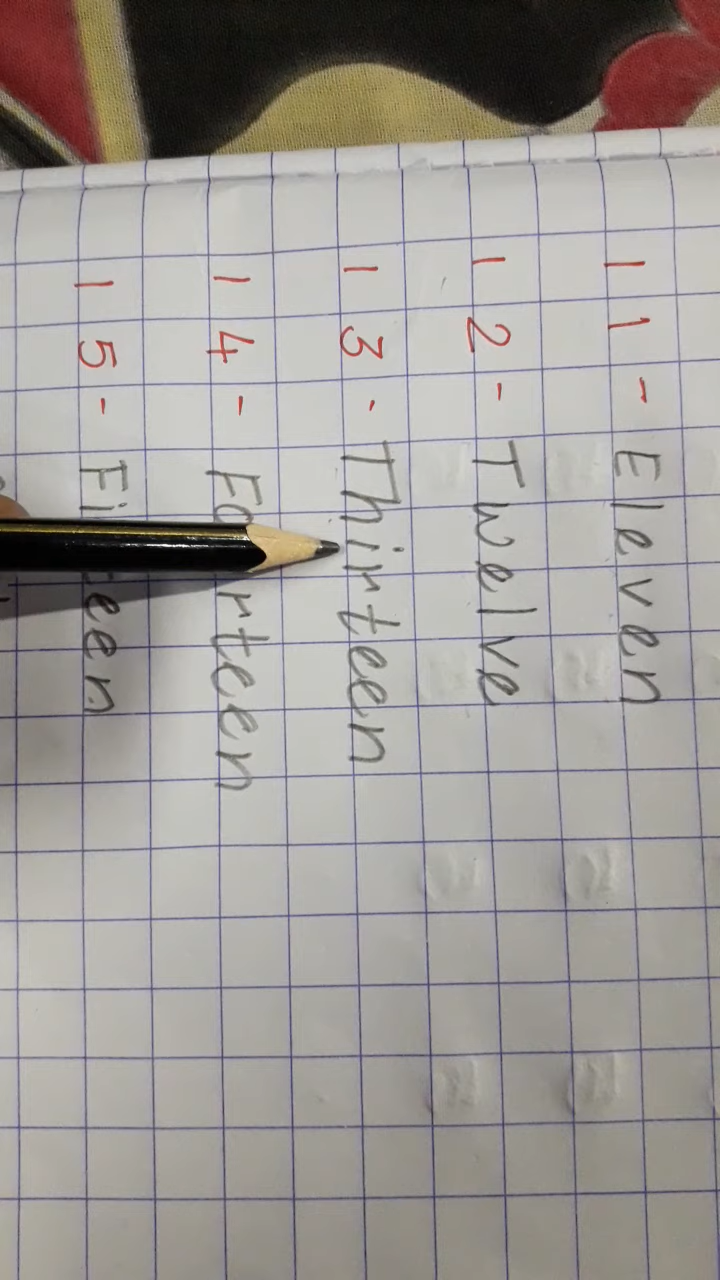 11 - Eleven
12 - Twelve
13 - Thirteen
14 -
15 -